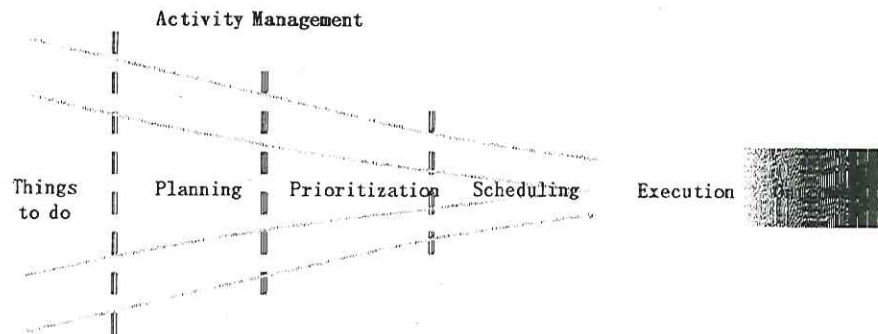 Activity Management
Things
to do
Planning
Prioritization
Scheduling
Execution